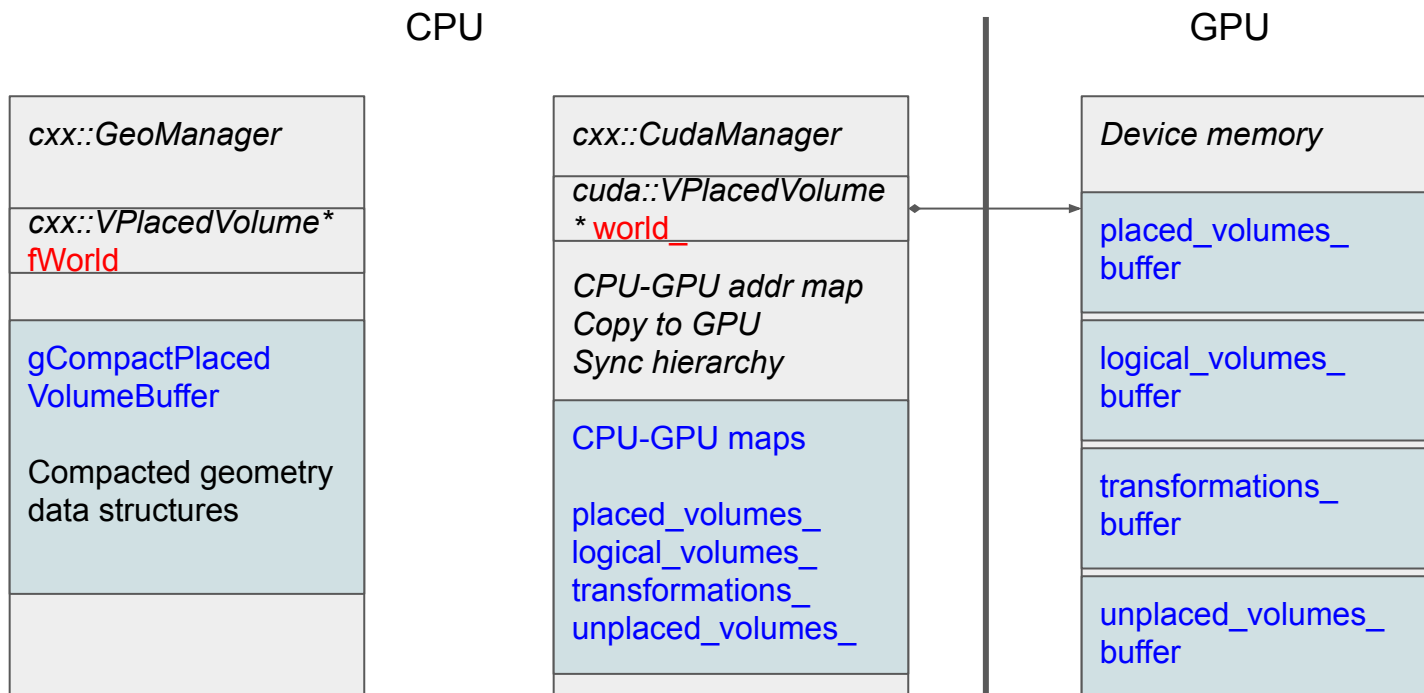 CPU
GPU
cxx::GeoManager
cxx::VPlacedVolume*
fWorld
gCompactPlaced
VolumeBuffer
Compacted geometry
data structures
cxx::CudaManager
cuda::VPlacedVolume
* world_
CPU-GPU addr map
Copy to GPU
Sync hierarchy
CPU-GPU maps
placed_volumes_
logical_volumes_
transformations_
unplaced_volumes_
Device memory
placed_volumes_
buffer
logical_volumes_
buffer
transformations_
buffer
unplaced_volumes_
buffer